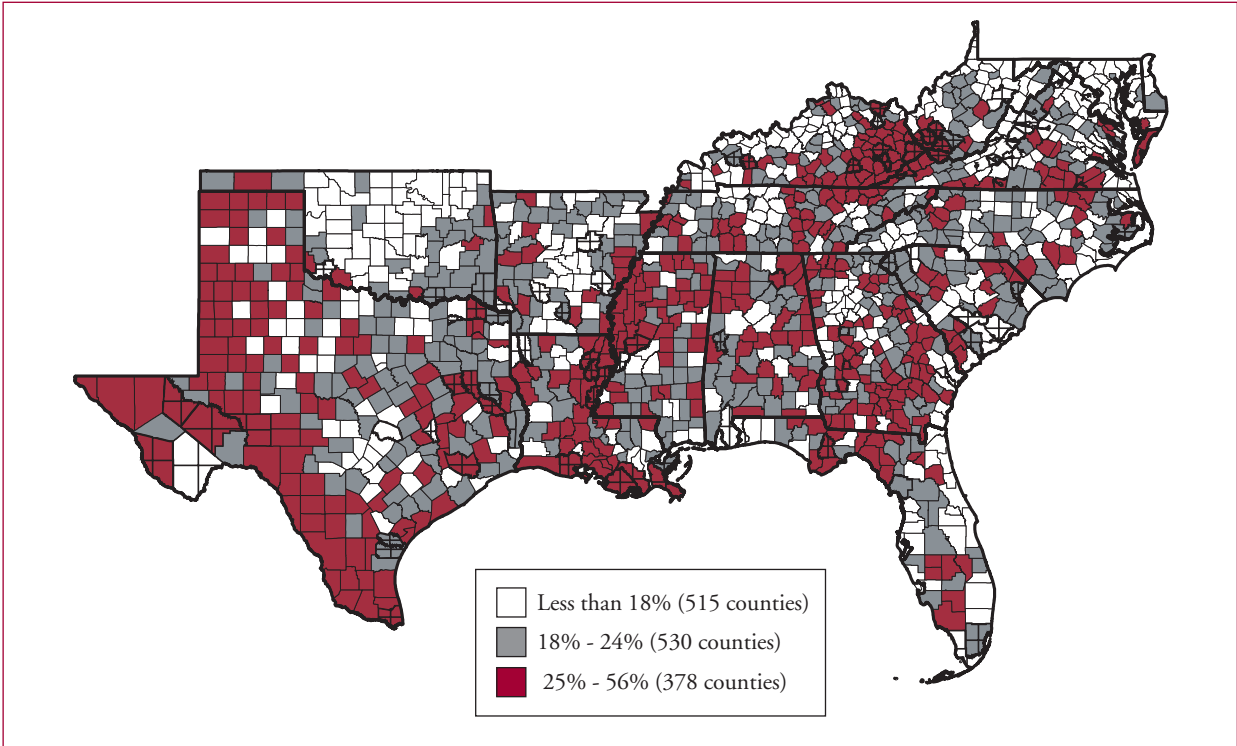 Less than 18% (515 counties)
18% - 24% (530 counties)
25% - 56% (378 counties)